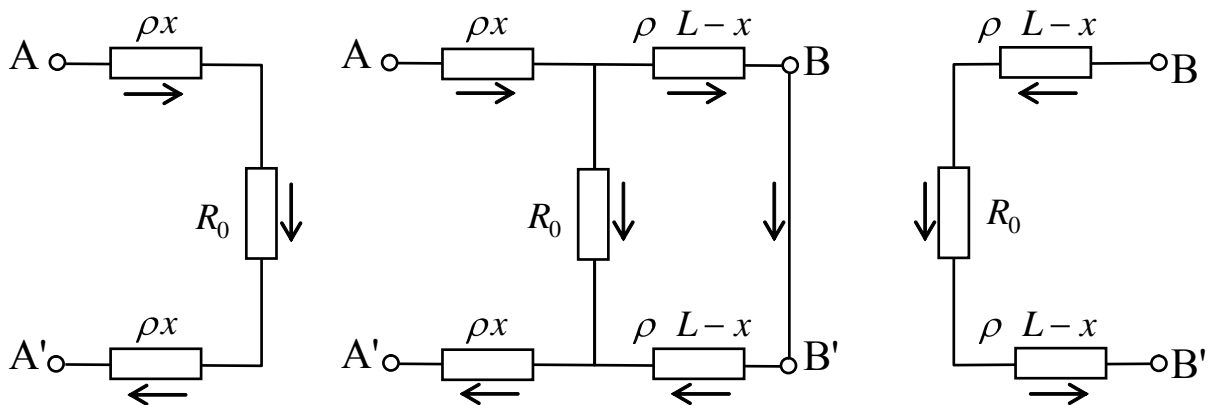 A ρx
R₀
A' ρx
A ρx ρ L−x B
R₀
A' ρx ρ L−x B'
ρ L−x B
R₀
ρ L−x B'